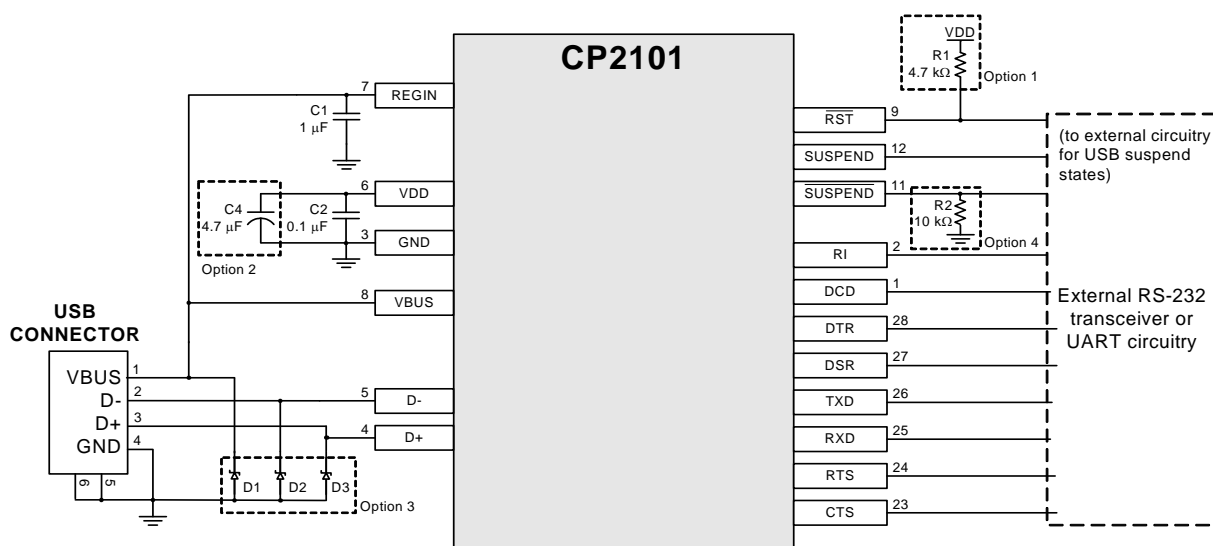 CP2101
VDD
R1
4.7 kΩ
Option 1
7
REGIN
C1
1 μF
RST
9
(to external circuitry
for USB suspend
states)
SUSPEND
12
6
VDD
SUSPEND
11
C4
4.7 μF
C2
0.1 μF
R2
10 kΩ
3
GND
Option 4
Option 2
RI
2
8
VBUS
DCD
1
External RS-232
transceiver or
UART circuitry
USB
CONNECTOR
DTR
28
DSR
27
VBUS
1
D-
2
5
D-
TXD
26
D+
3
4
D+
RXD
25
GND
4
RTS
24
6
5
D1
D2
D3
Option 3
CTS
23